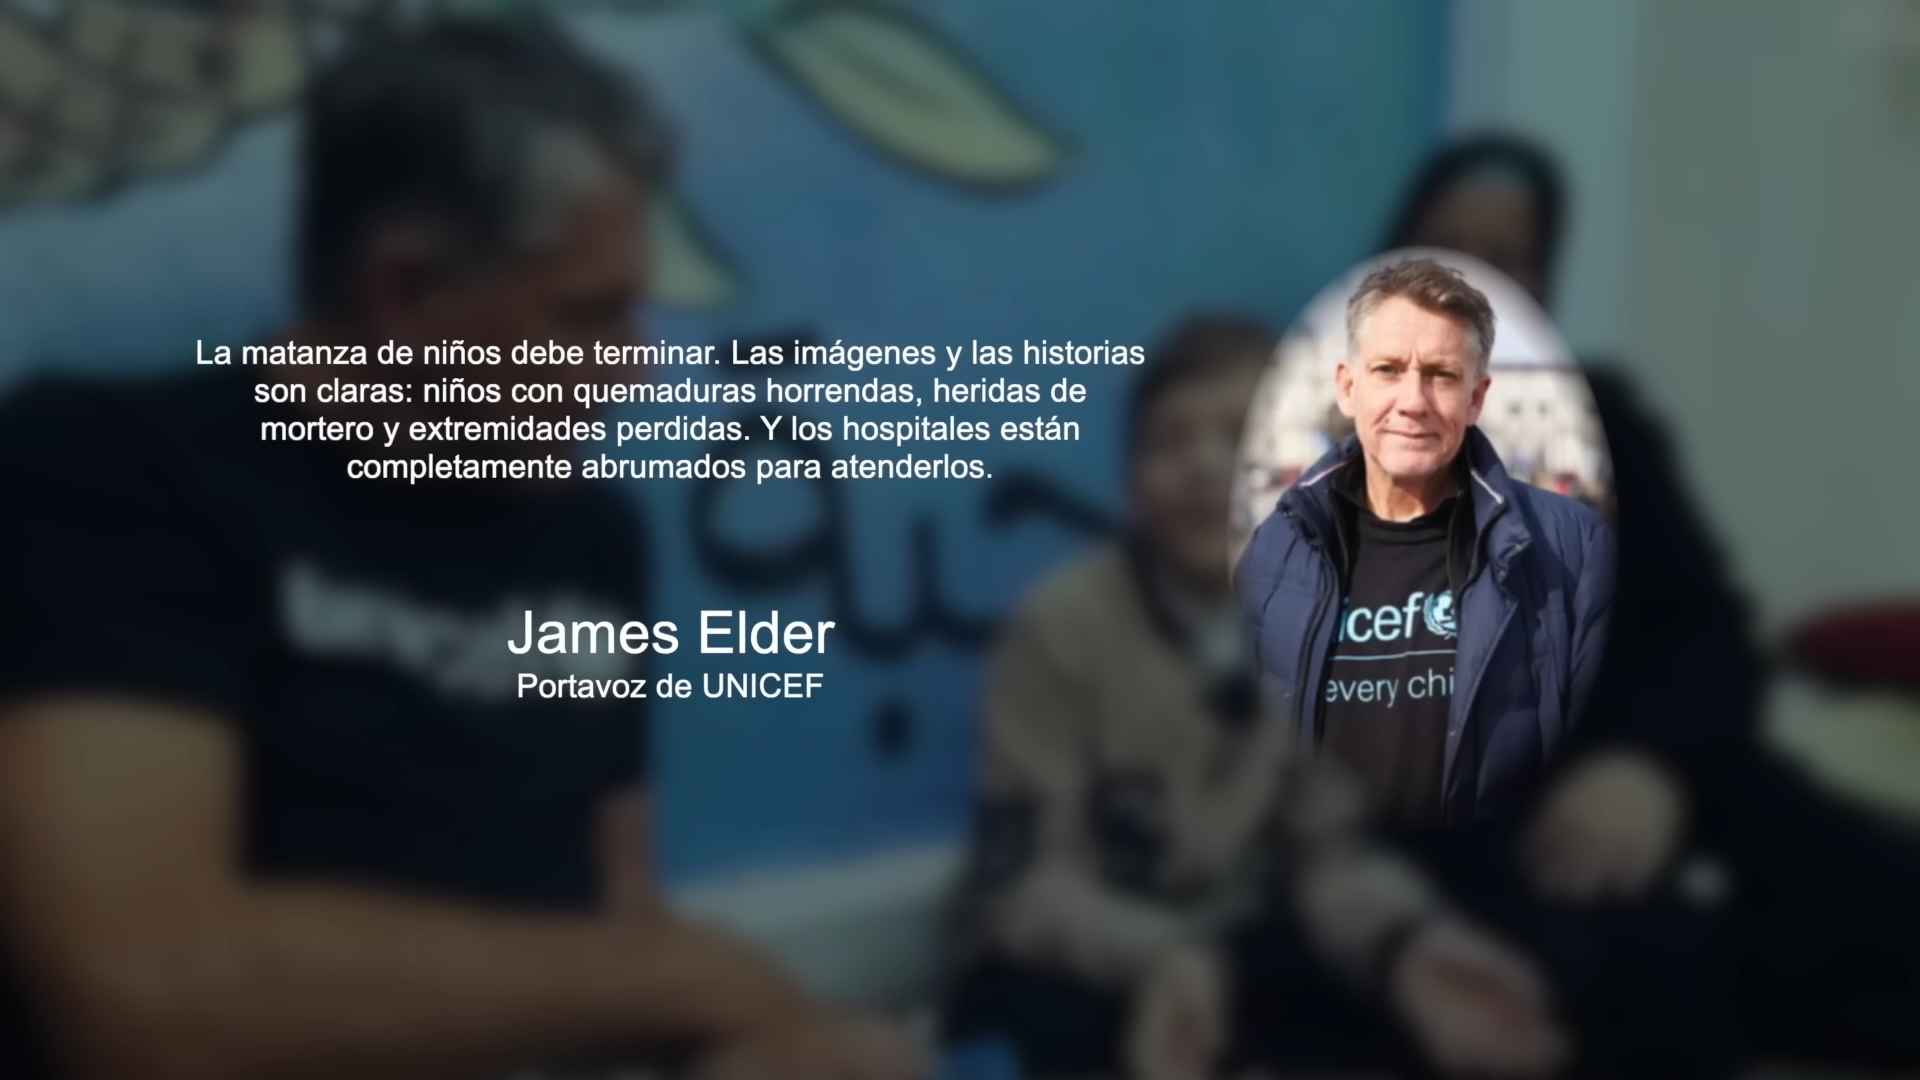 La matanza de niños debe terminar. Las imágenes y las historias
son claras: niños con quemaduras horrendas, heridas de
mortero y extremidades perdidas. Y los hospitales están
completamente abrumados para atenderlos.
James Elder
Portavoz de UNICEF
icef
every chi